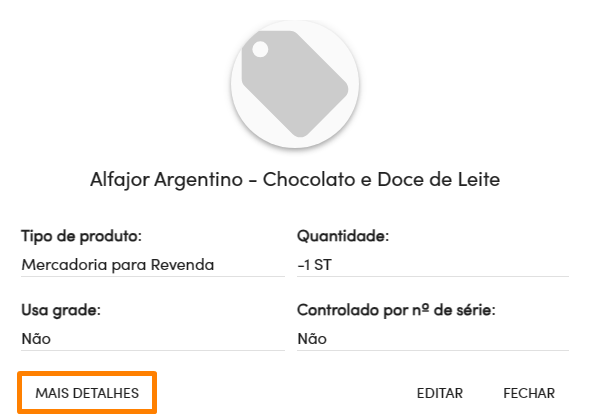 Alfajor Argentino - Chocolato e Doce de Leite
Tipo de produto:
Mercadoria para Revenda
Quantidade:
-1 ST
Usa grade:
Não
Controlado por nº de série:
Não
MAIS DETALHES
EDITAR
FECHAR